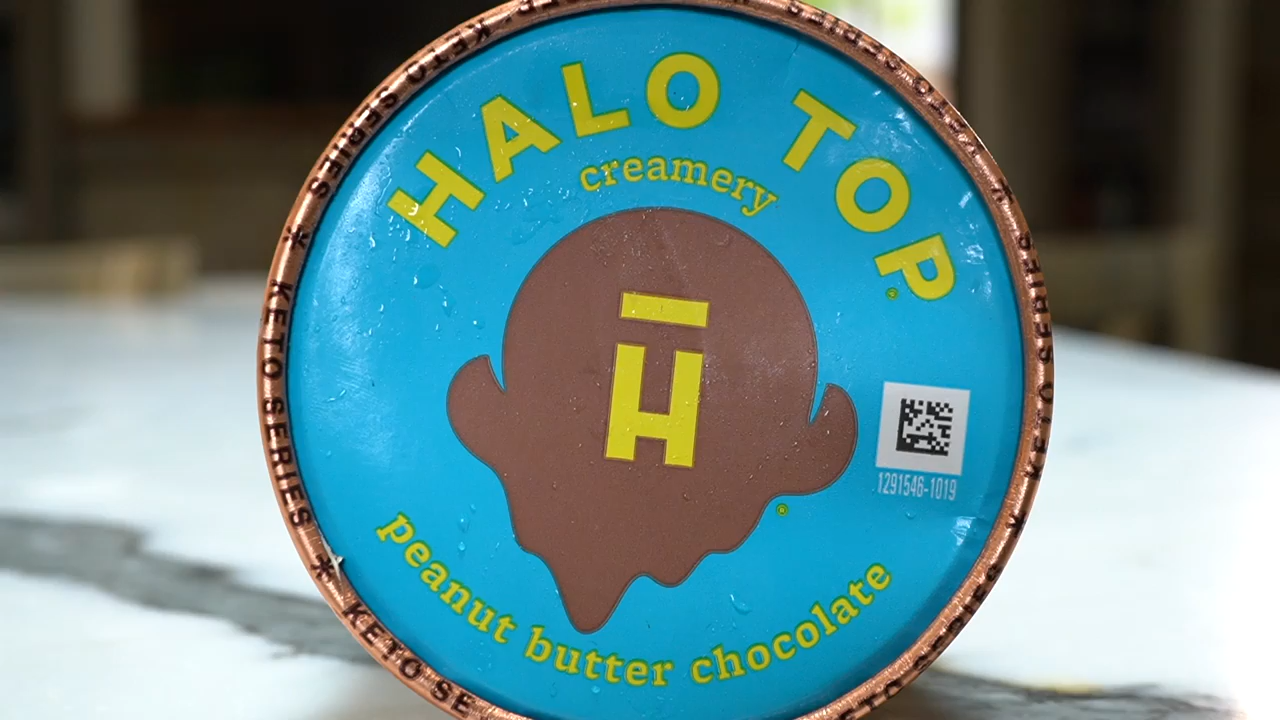 HALO TOP
creamery
H
1291546-1019
peanut butter chocolate
KETO SERIES * KETO SERIES * KETO SE